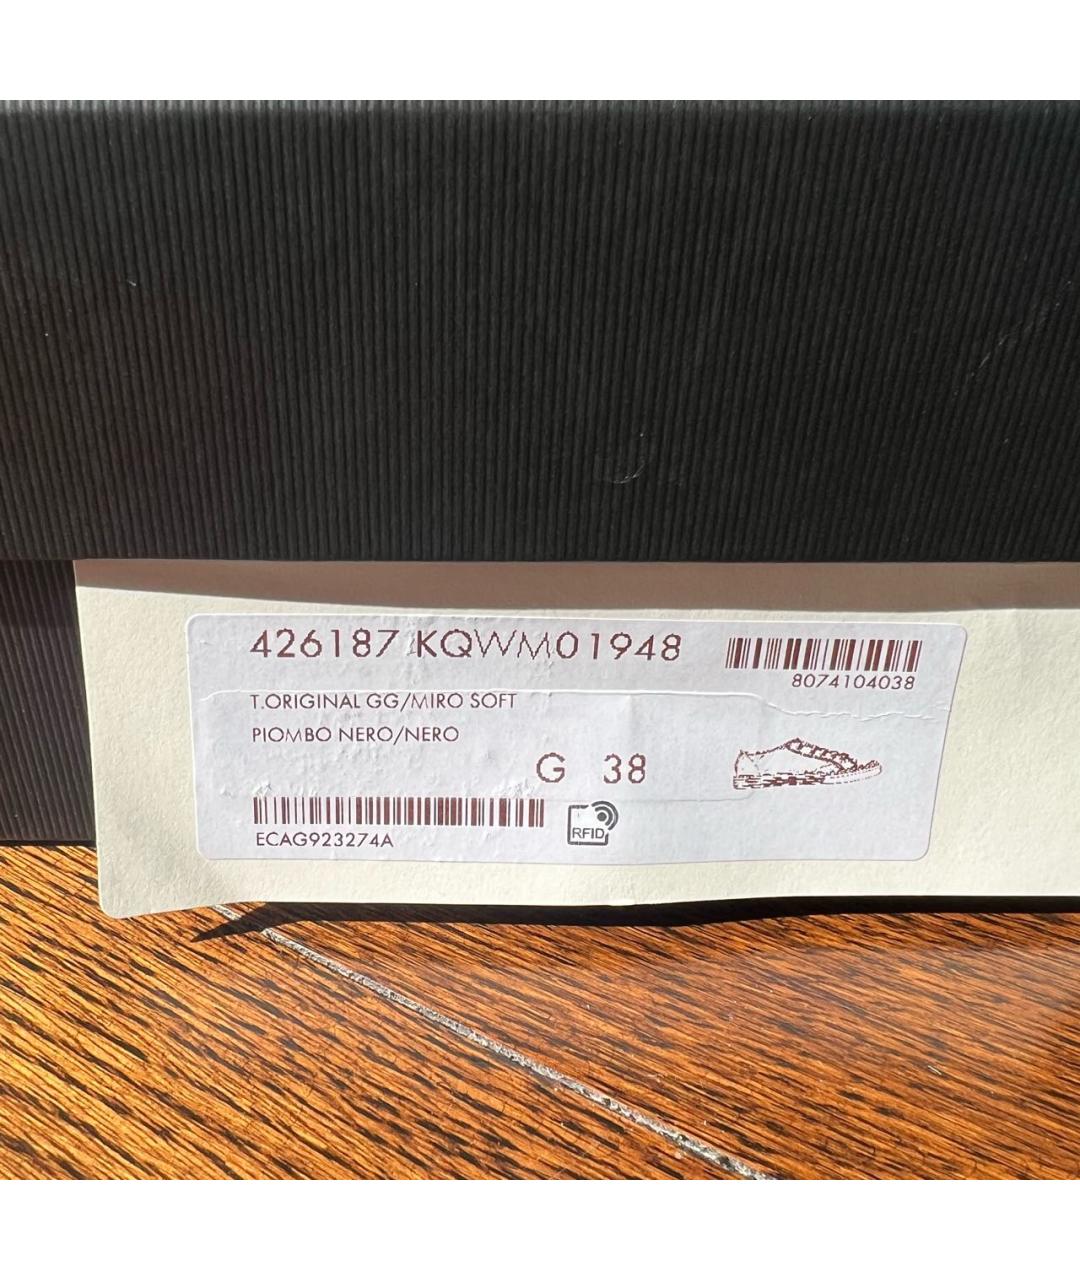 426187 KQWM01948
8074104038
T.ORIGINAL GG/MIRO SOFT
PIOMBO NERO/NERO
G 38
ECAG923274A
RFID